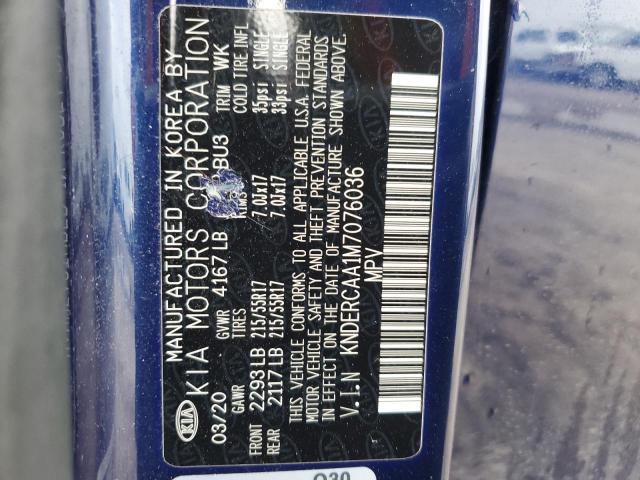 MANUFACTURED IN KOREA BY
KIA KIA MOTORS CORPORATION
03/20 GVWR 4167 LB BU3 TRIM WK
GAWR TIRES RIMS COLD TIRE INFL
FRONT 2293 LB 215/55R17 7.0Jx17 35psi SINGLE
REAR 2117 LB 215/55R17 7.0Jx17 33psi SINGLE
THIS VEHICLE CONFORMS TO ALL APPLICABLE U.S.A. FEDERAL
MOTOR VEHICLE SAFETY AND THEFT PREVENTION STANDARDS
IN EFFECT ON THE DATE OF MANUFACTURE SHOWN ABOVE.
V.I.N KNDERCAA1M7076036
MPV